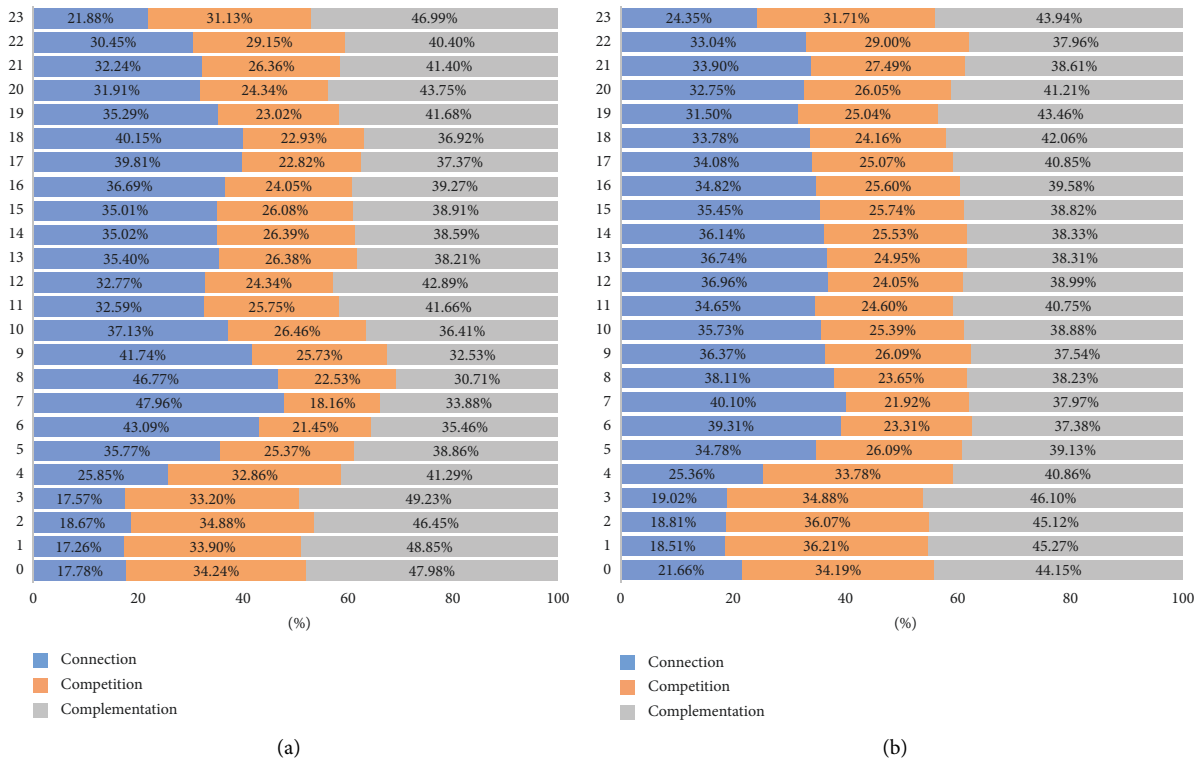 23 21.88% 31.13% 46.99%
22 30.45% 29.15% 40.40%
21 32.24% 26.36% 41.40%
20 31.91% 24.34% 43.75%
19 35.29% 23.02% 41.68%
18 40.15% 22.93% 36.92%
17 39.81% 22.82% 37.37%
16 36.69% 24.05% 39.27%
15 35.01% 26.08% 38.91%
14 35.02% 26.39% 38.59%
13 35.40% 26.38% 38.21%
12 32.77% 24.34% 42.89%
11 32.59% 25.75% 41.66%
10 37.13% 26.46% 36.41%
9 41.74% 25.73% 32.53%
8 46.77% 22.53% 30.71%
7 47.96% 18.16% 33.88%
6 43.09% 21.45% 35.46%
5 35.77% 25.37% 38.86%
4 25.85% 32.86% 41.29%
3 17.57% 33.20% 49.23%
2 18.67% 34.88% 46.45%
1 17.26% 33.90% 48.85%
0 17.78% 34.24% 47.98%
0 20 40 60 80 100
(%)
Connection
Competition
Complementation
(a)
23 24.35% 31.71% 43.94%
22 33.04% 29.00% 37.96%
21 33.90% 27.49% 38.61%
20 32.75% 26.05% 41.21%
19 31.50% 25.04% 43.46%
18 33.78% 24.16% 42.06%
17 34.08% 25.07% 40.85%
16 34.82% 25.60% 39.58%
15 35.45% 25.74% 38.82%
14 36.14% 25.53% 38.33%
13 36.74% 24.95% 38.31%
12 36.96% 24.05% 38.99%
11 34.65% 24.60% 40.75%
10 35.73% 25.39% 38.88%
9 36.37% 26.09% 37.54%
8 38.11% 23.65% 38.23%
7 40.10% 21.92% 37.97%
6 39.31% 23.31% 37.38%
5 34.78% 26.09% 39.13%
4 25.36% 33.78% 40.86%
3 19.02% 34.88% 46.10%
2 18.81% 36.07% 45.12%
1 18.51% 36.21% 45.27%
0 21.66% 34.19% 44.15%
0 20 40 60 80 100
(%)
Connection
Competition
Complementation
(b)